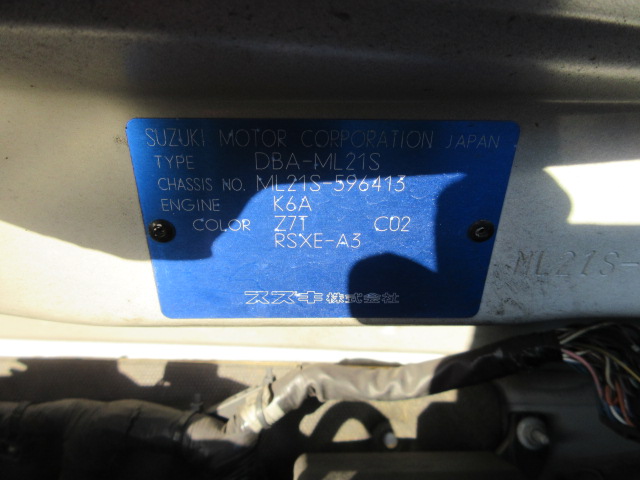 SUZUKI MOTOR CORPORATION JAPAN
TYPE DBA-ML21S
CHASSIS NO. ML21S-596413
ENGINE K6A
COLOR Z7T C02
RSXE-A3
スズキ株式会社
ML21S-